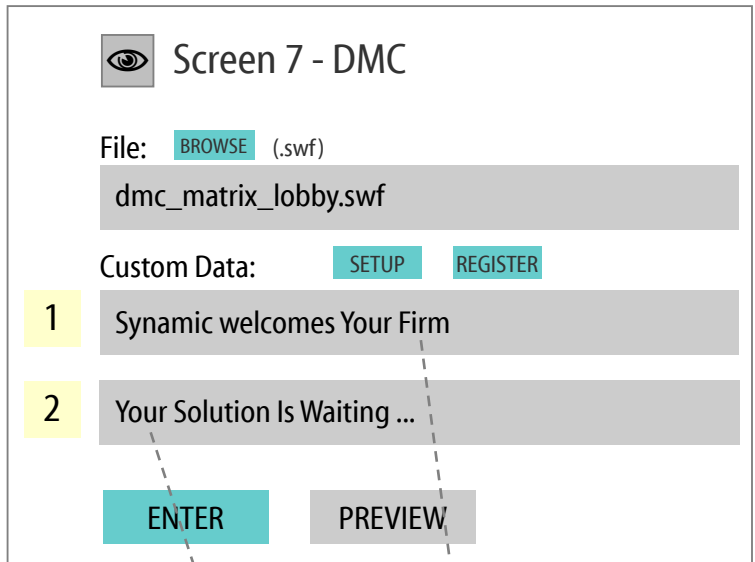 Screen 7 - DMC
File: BROWSE (.swf)
dmc_matrix_lobby.swf
Custom Data: SETUP REGISTER
1 Synamic welcomes Your Firm
2 Your Solution Is Waiting ...
ENTER PREVIEW